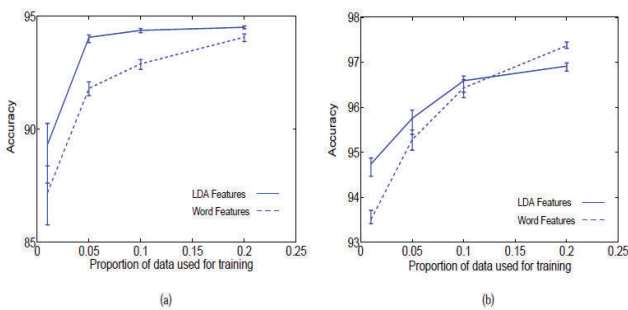 95
90
85
Accuracy
0
0.05
0.1
0.15
0.2
0.25
Proportion of data used for training
LDA Features
Word Features
(a)
98
97
96
95
94
93
Accuracy
0
0.05
0.1
0.15
0.2
0.25
Proportion of data used for training
LDA Features
Word Features
(b)